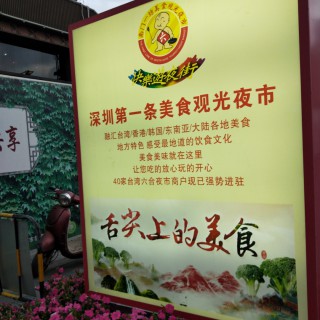 深圳第一条美食观光夜市
融汇台湾/香港/韩国/东南亚/大陆各地美食
地方特色 感受最地道的饮食文化
美食美味就在这里
让您吃的放心玩的开心
40家台湾六合夜市商户现已强势进驻
舌尖上的美食
享